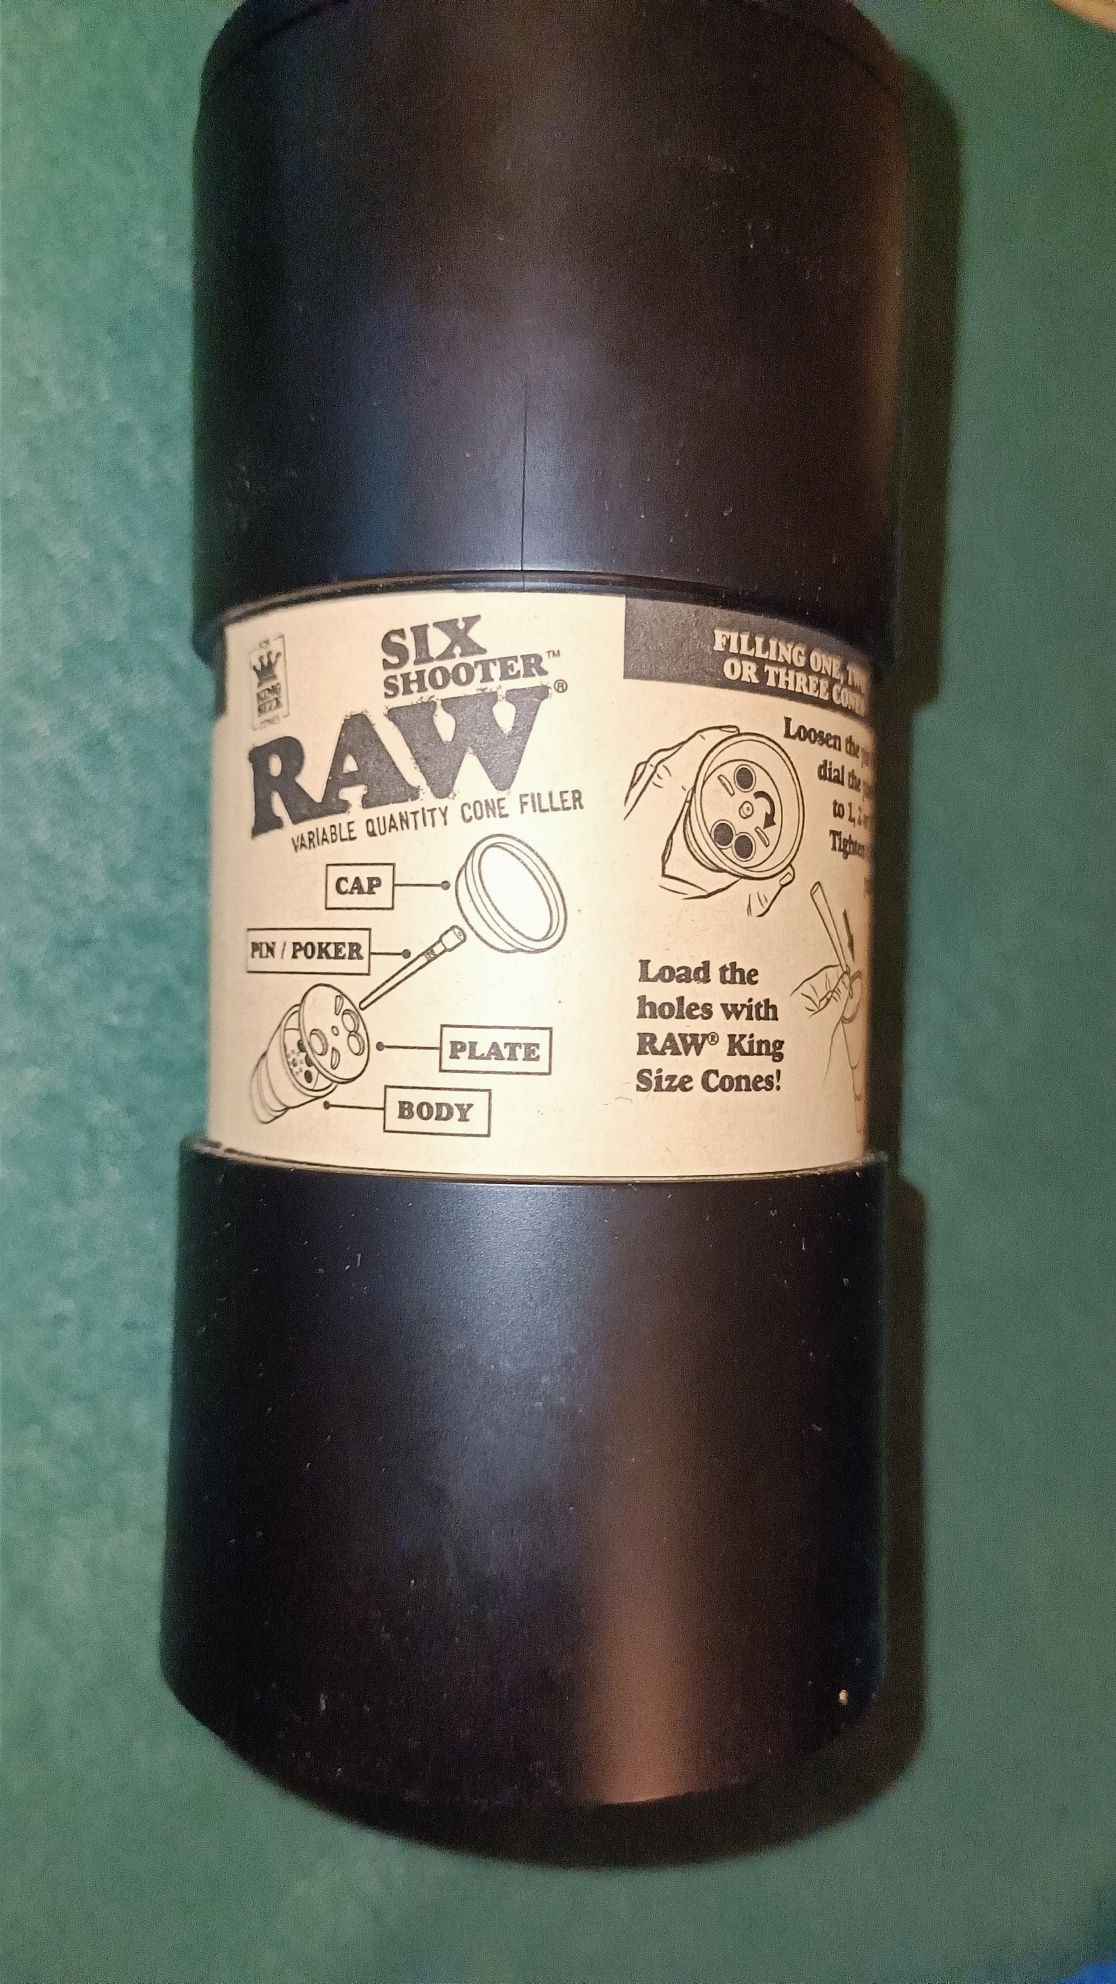 KING
SIZE
SIX
SHOOTER™
RAW®
VARIABLE QUANTITY CONE FILLER
CAP
PIN / POKER
PLATE
BODY
FILLING ONE,
OR THREE
Loosen the
dial the
to 1,
Load the
holes with
RAW® King
Size Cones!